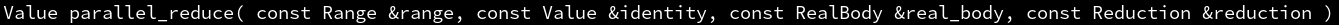 Value parallel_reduce( const Range &range, const Value &identity, const RealBody &real_body, const Reduction &reduction )